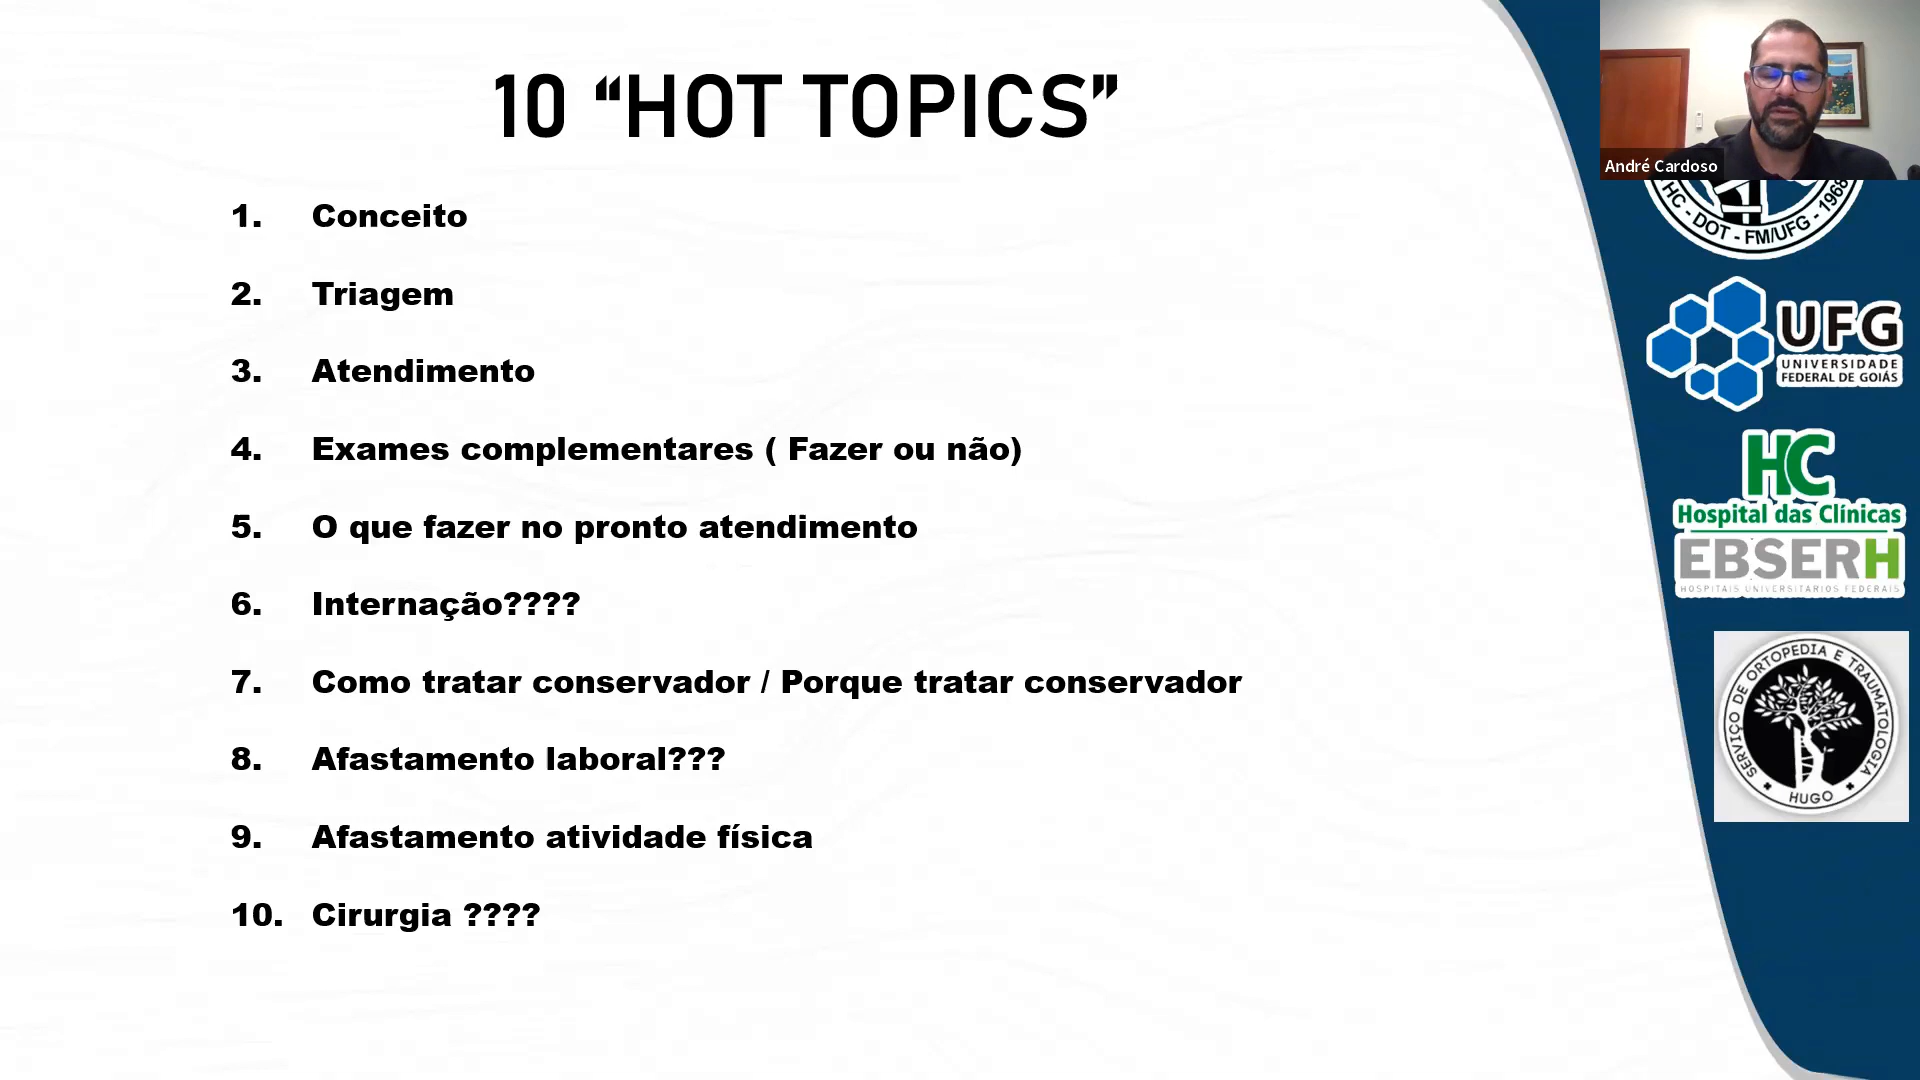 10 “HOT TOPICS”
1. Conceito
2. Triagem
3. Atendimento
4. Exames complementares ( Fazer ou não)
5. O que fazer no pronto atendimento
6. Internação????
7. Como tratar conservador / Porque tratar conservador
8. Afastamento laboral???
9. Afastamento atividade física
10. Cirurgia ????
André Cardoso
HC - DOT - FM/UFG - 1968
UFG
UNIVERSIDADE
FEDERAL DE GOIÁS
HC
Hospital das Clínicas
EBSERH
HOSPITAIS UNIVERSITÁRIOS FEDERAIS
SERVIÇO DE ORTOPEDIA E TRAUMATOLOGIA
HUGO